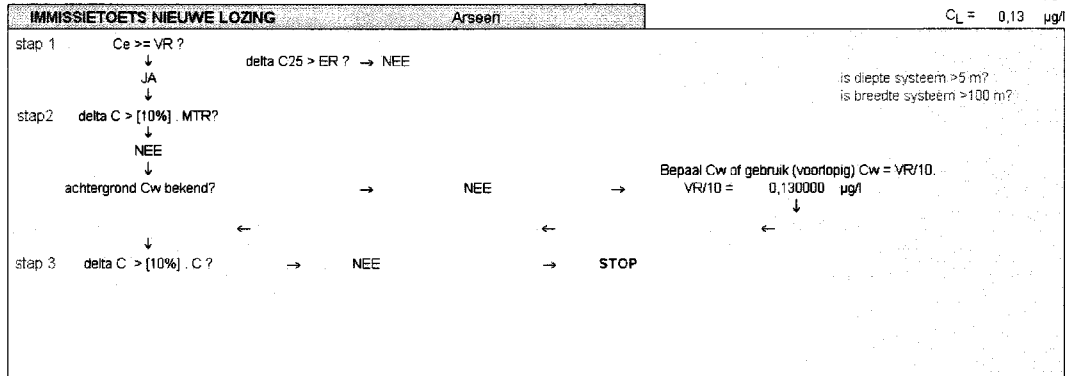 IMMISSIETOETS NIEUWE LOZING Arseen CL = 0,13 µg/l
stap 1 Ce >= VR ?
↓ delta C25 > ER ? → NEE
JA
is diepte systeem >5 m?
↓
is breedte systeem >100 m?
stap2 delta C > [10%] . MTR?
↓
NEE
↓
Bepaal Cw of gebruik (voorlopig) Cw = VR/10.
achtergrond Cw bekend? → NEE → VR/10 = 0,130000 µg/l
↓
← ← ←
↓
stap 3 delta C > [10%] . C ? → NEE → STOP